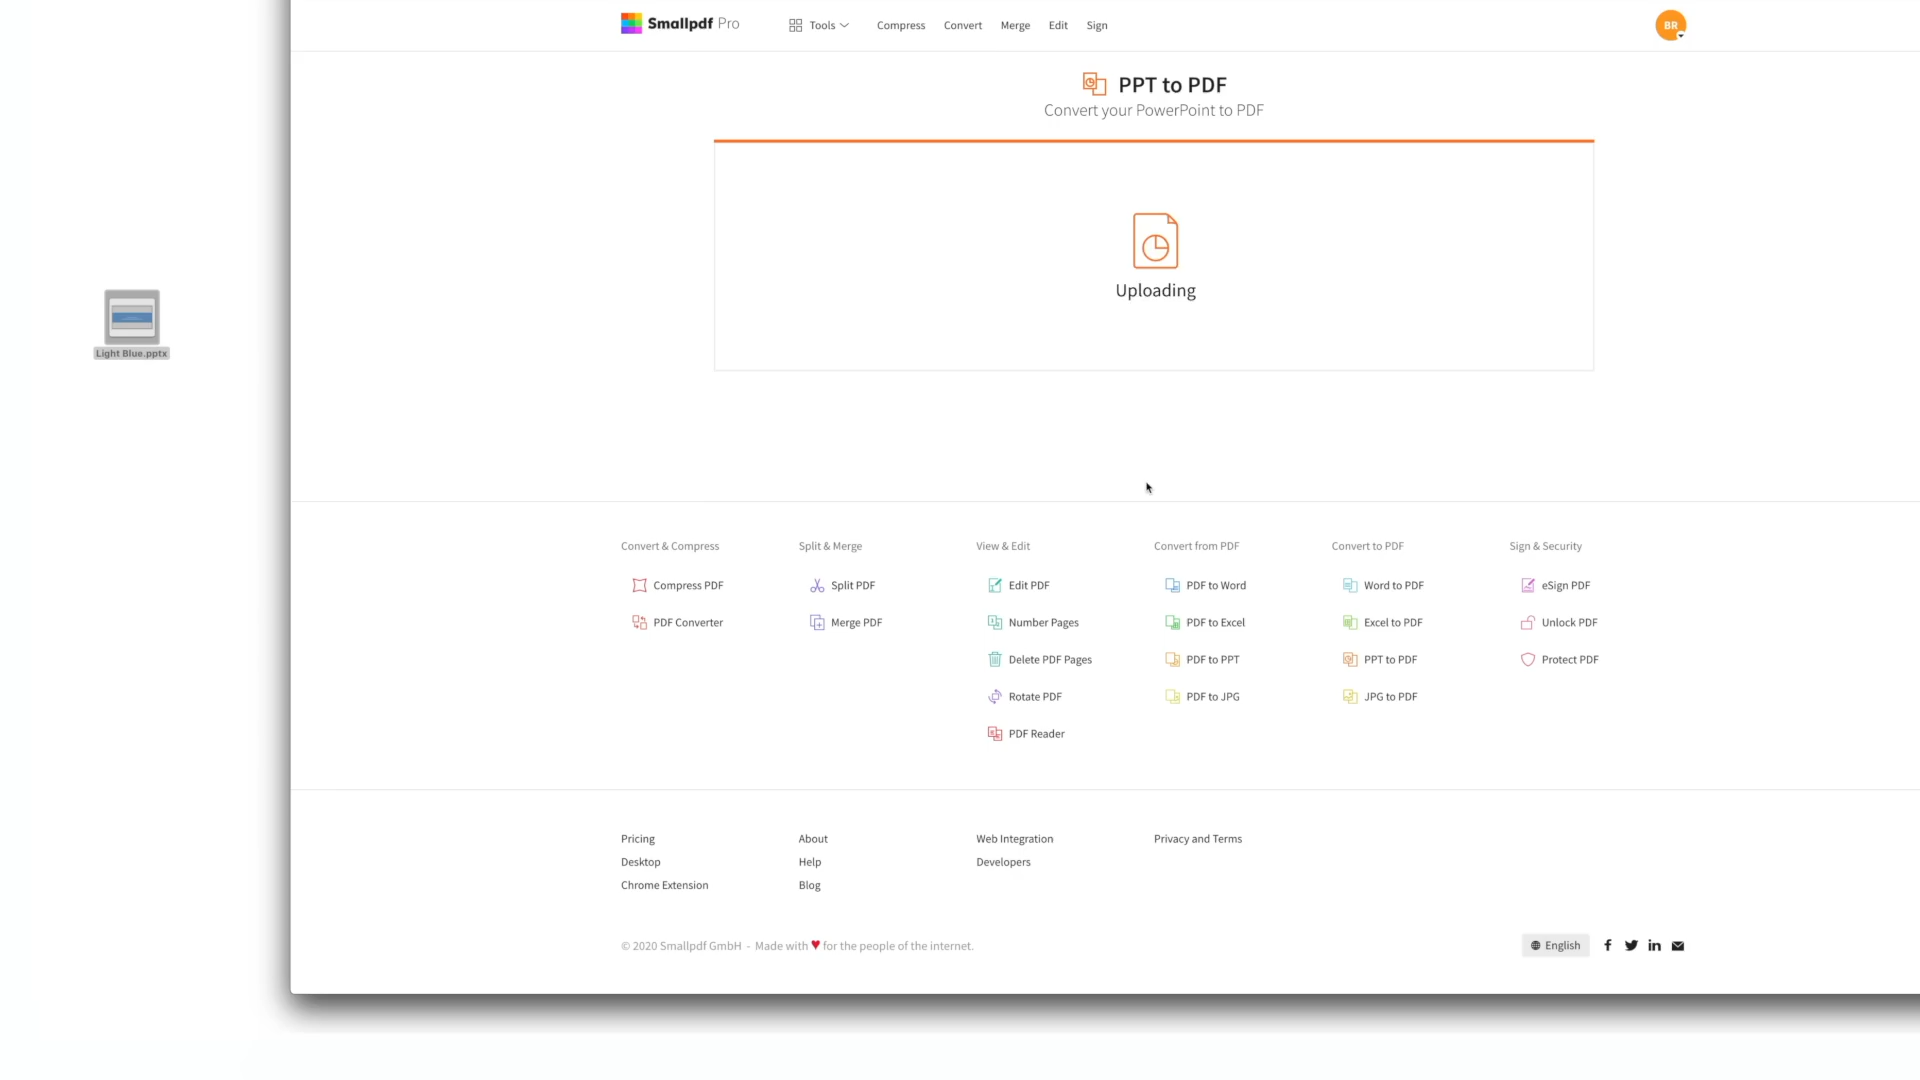 Smallpdf Pro
Tools
Compress
Convert
Merge
Edit
Sign
BR
PPT to PDF
Convert your PowerPoint to PDF
Uploading
Light Blue.pptx
Convert & Compress
Compress PDF
PDF Converter
Split & Merge
Split PDF
Merge PDF
View & Edit
Edit PDF
Number Pages
Delete PDF Pages
Rotate PDF
PDF Reader
Convert from PDF
PDF to Word
PDF to Excel
PDF to PPT
PDF to JPG
Convert to PDF
Word to PDF
Excel to PDF
PPT to PDF
JPG to PDF
Sign & Security
eSign PDF
Unlock PDF
Protect PDF
Pricing
Desktop
Chrome Extension
About
Help
Blog
Web Integration
Developers
Privacy and Terms
© 2020 Smallpdf GmbH - Made with ♥ for the people of the internet.
English